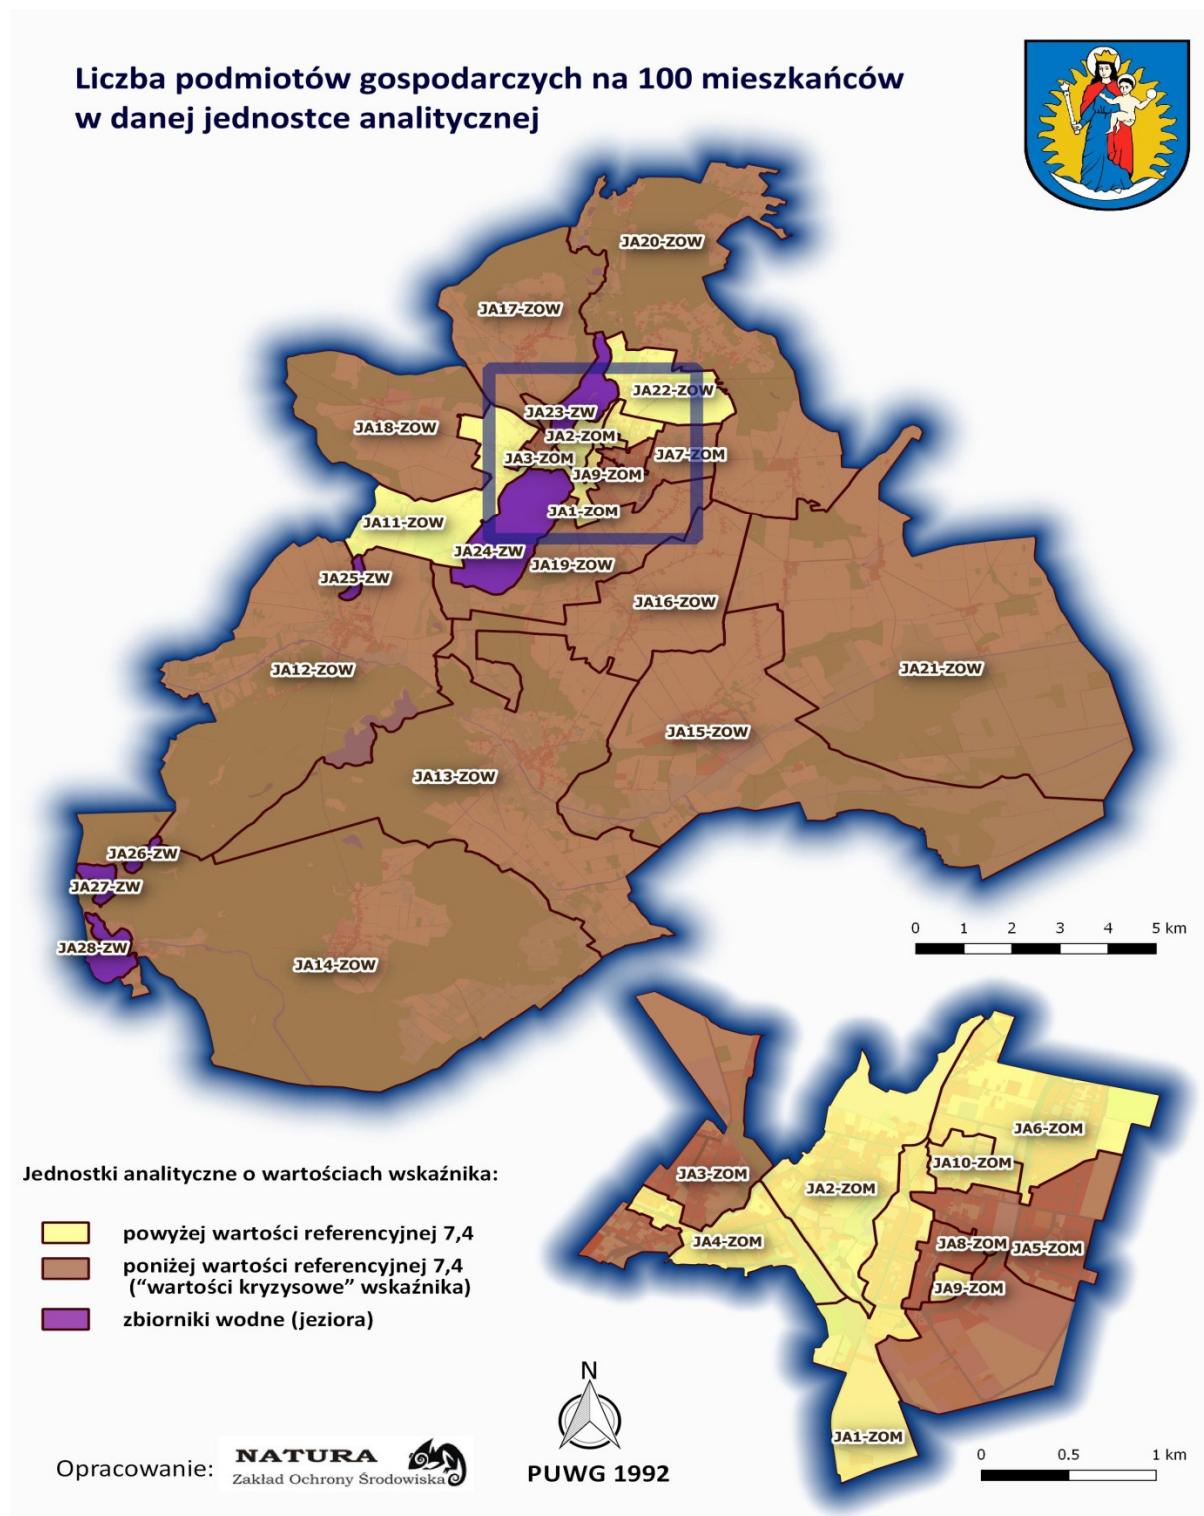 Liczba podmiotów gospodarczych na 100 mieszkańców
w danej jednostce analitycznej
JA20-ZOW
JA17-ZOW
JA22-ZOW
JA23-ZW
JA18-ZOW
JA2-ZOM
JA7-ZOM
JA3-ZOM
JA9-ZOM
JA1-ZOM
JA11-ZOW
JA24-ZW
JA19-ZOW
JA25-ZW
JA16-ZOW
JA12-ZOW
JA21-ZOW
JA15-ZOW
JA13-ZOW
JA26-ZW
JA27-ZW
JA28-ZW
JA14-ZOW
0 1 2 3 4 5 km
JA6-ZOM
JA10-ZOM
JA3-ZOM
JA2-ZOM
JA4-ZOM
JA8-ZOM
JA5-ZOM
JA9-ZOM
JA1-ZOM
0 0.5 1 km
Jednostki analityczne o wartościach wskaźnika:
powyżej wartości referencyjnej 7,4
poniżej wartości referencyjnej 7,4
(“wartości kryzysowe” wskaźnika)
zbiorniki wodne (jeziora)
N
PUWG 1992
Opracowanie:
NATURA
Zakład Ochrony Środowiska